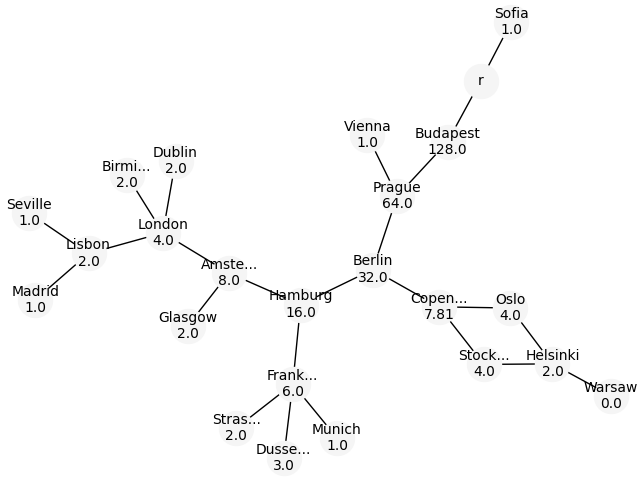 Sofia
1.0
r
Vienna
1.0
Budapest
128.0
Dublin
2.0
Birmi...
2.0
Prague
64.0
Seville
1.0
London
4.0
Lisbon
2.0
Amste...
8.0
Berlin
32.0
Madrid
1.0
Hamburg
16.0
Copen...
7.81
Oslo
4.0
Glasgow
2.0
Stock...
4.0
Helsinki
2.0
Frank...
6.0
Warsaw
0.0
Stras...
2.0
Munich
1.0
Dusse...
3.0